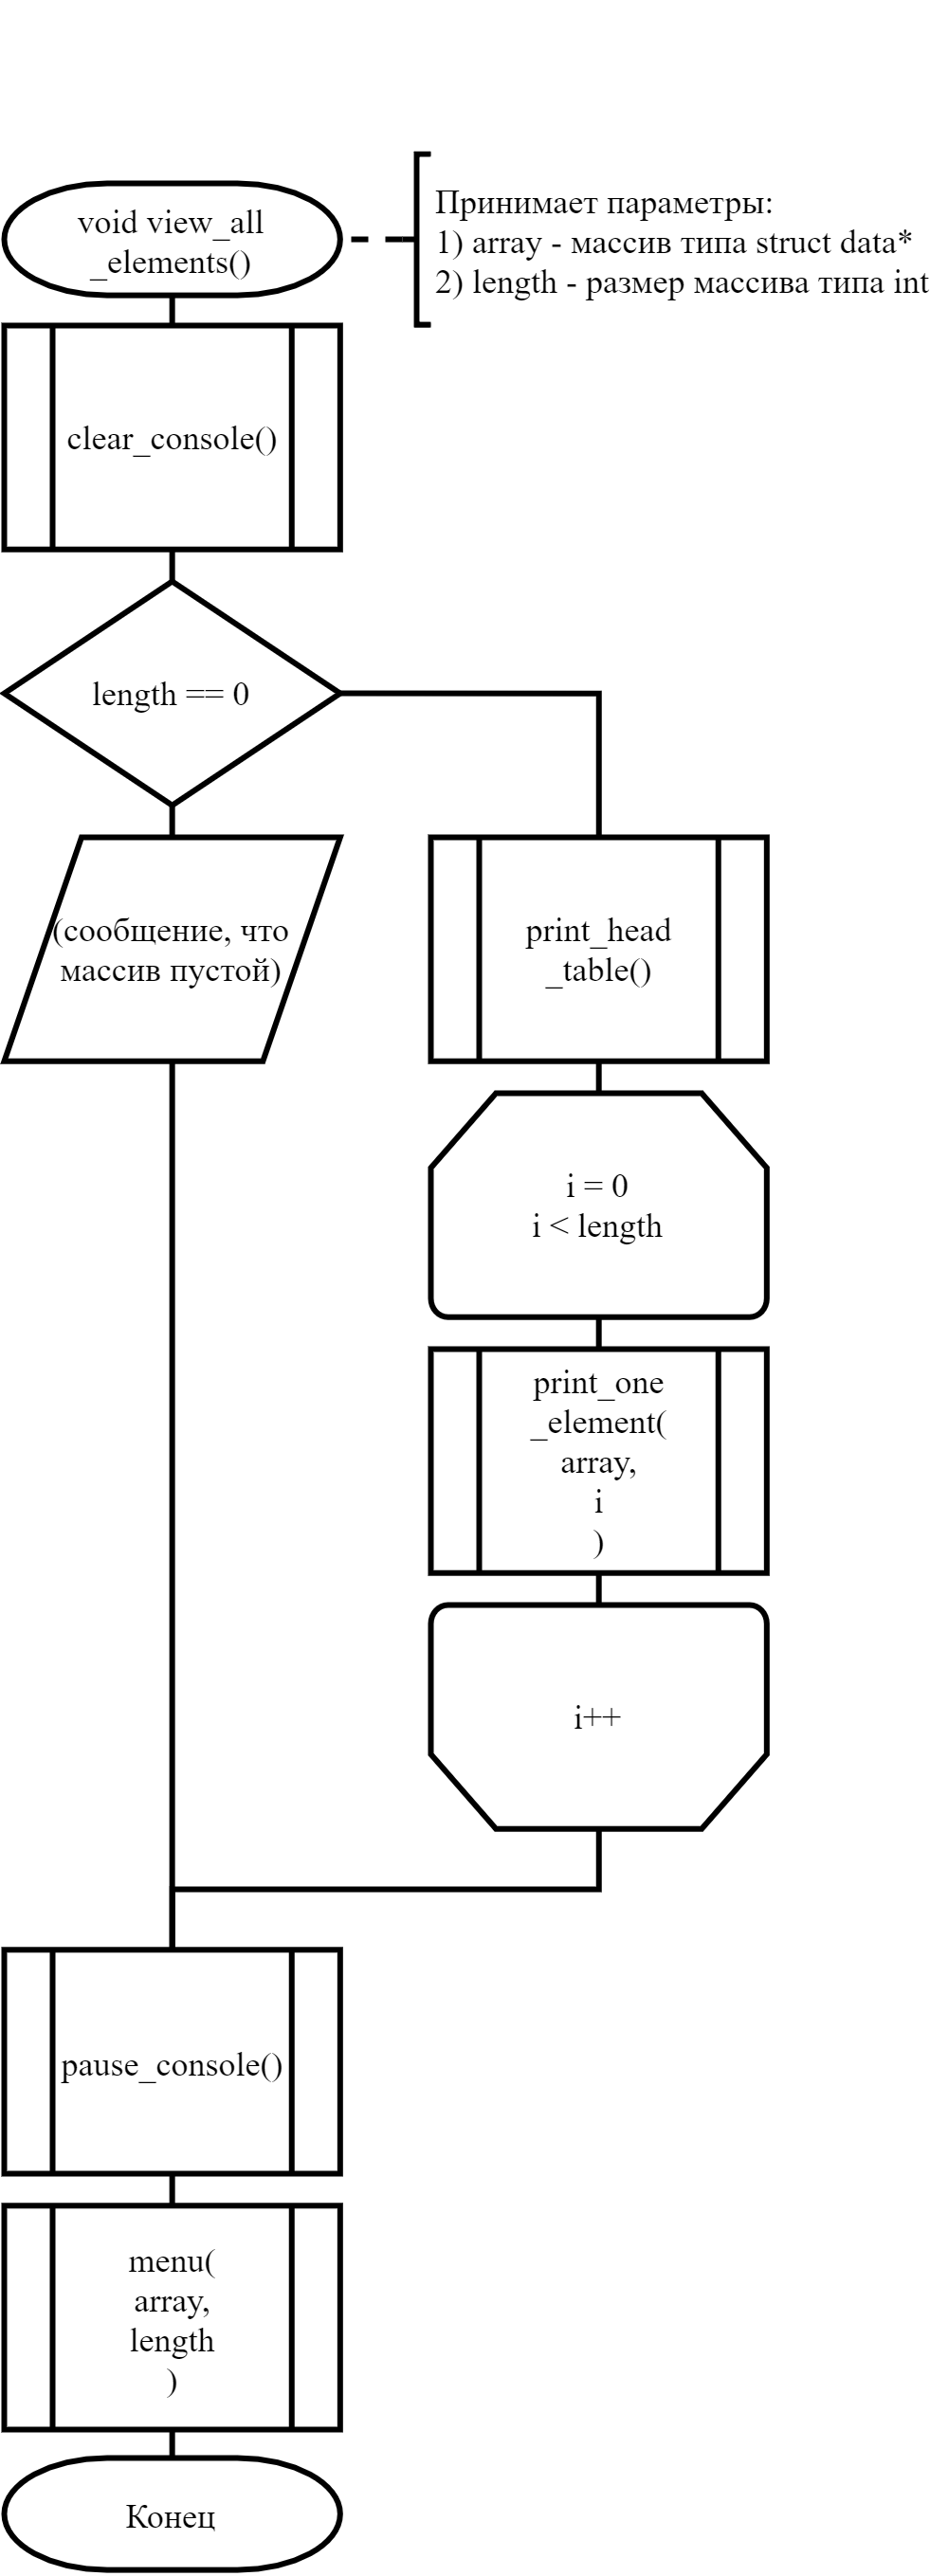 void view_all
_elements()
Принимает параметры:
1) array - массив типа struct data*
2) length - размер массива типа int
clear_console()
length == 0
(сообщение, что
массив пустой)
print_head
_table()
i = 0
i < length
print_one
_element(
array,
i
)
i++
pause_console()
menu(
array,
length
)
Конец